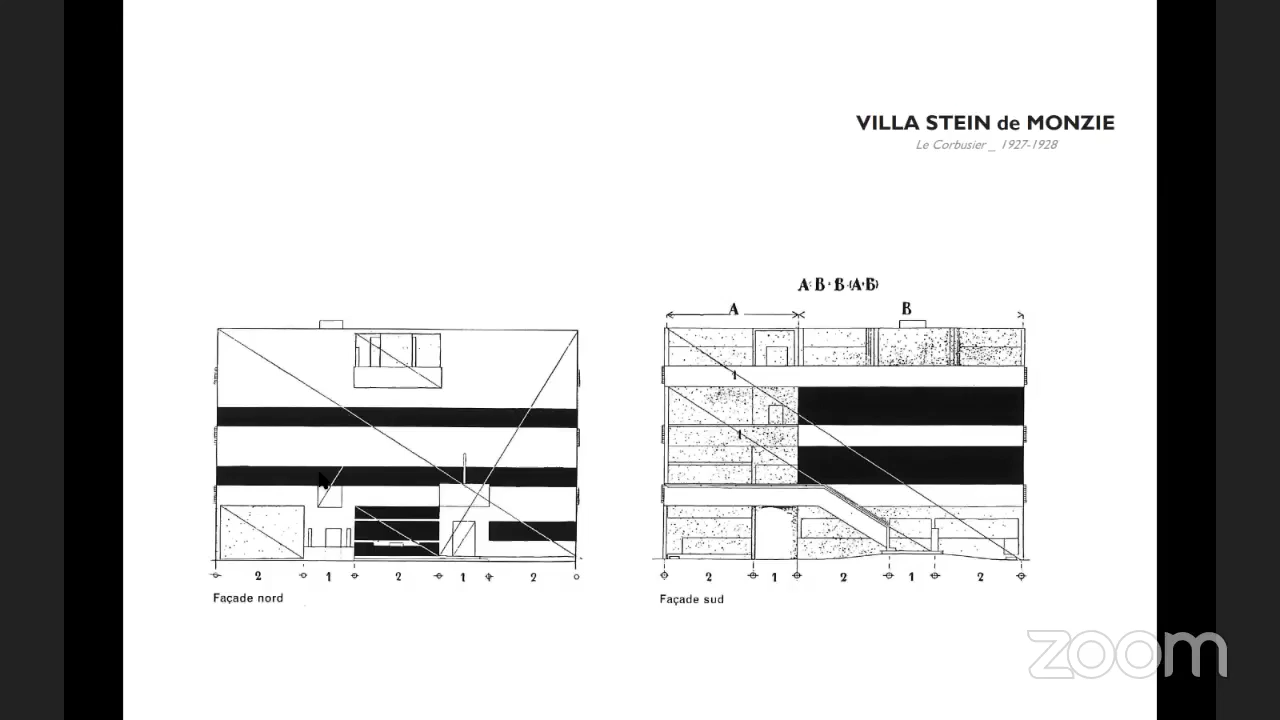 VILLA STEIN de MONZIE
Le Corbusier _ 1927-1928
A:B=B:(A+B)
A B
1
1
2 1 2 1 2
2 1 2 1 2
Façade nord
Façade sud
zoom